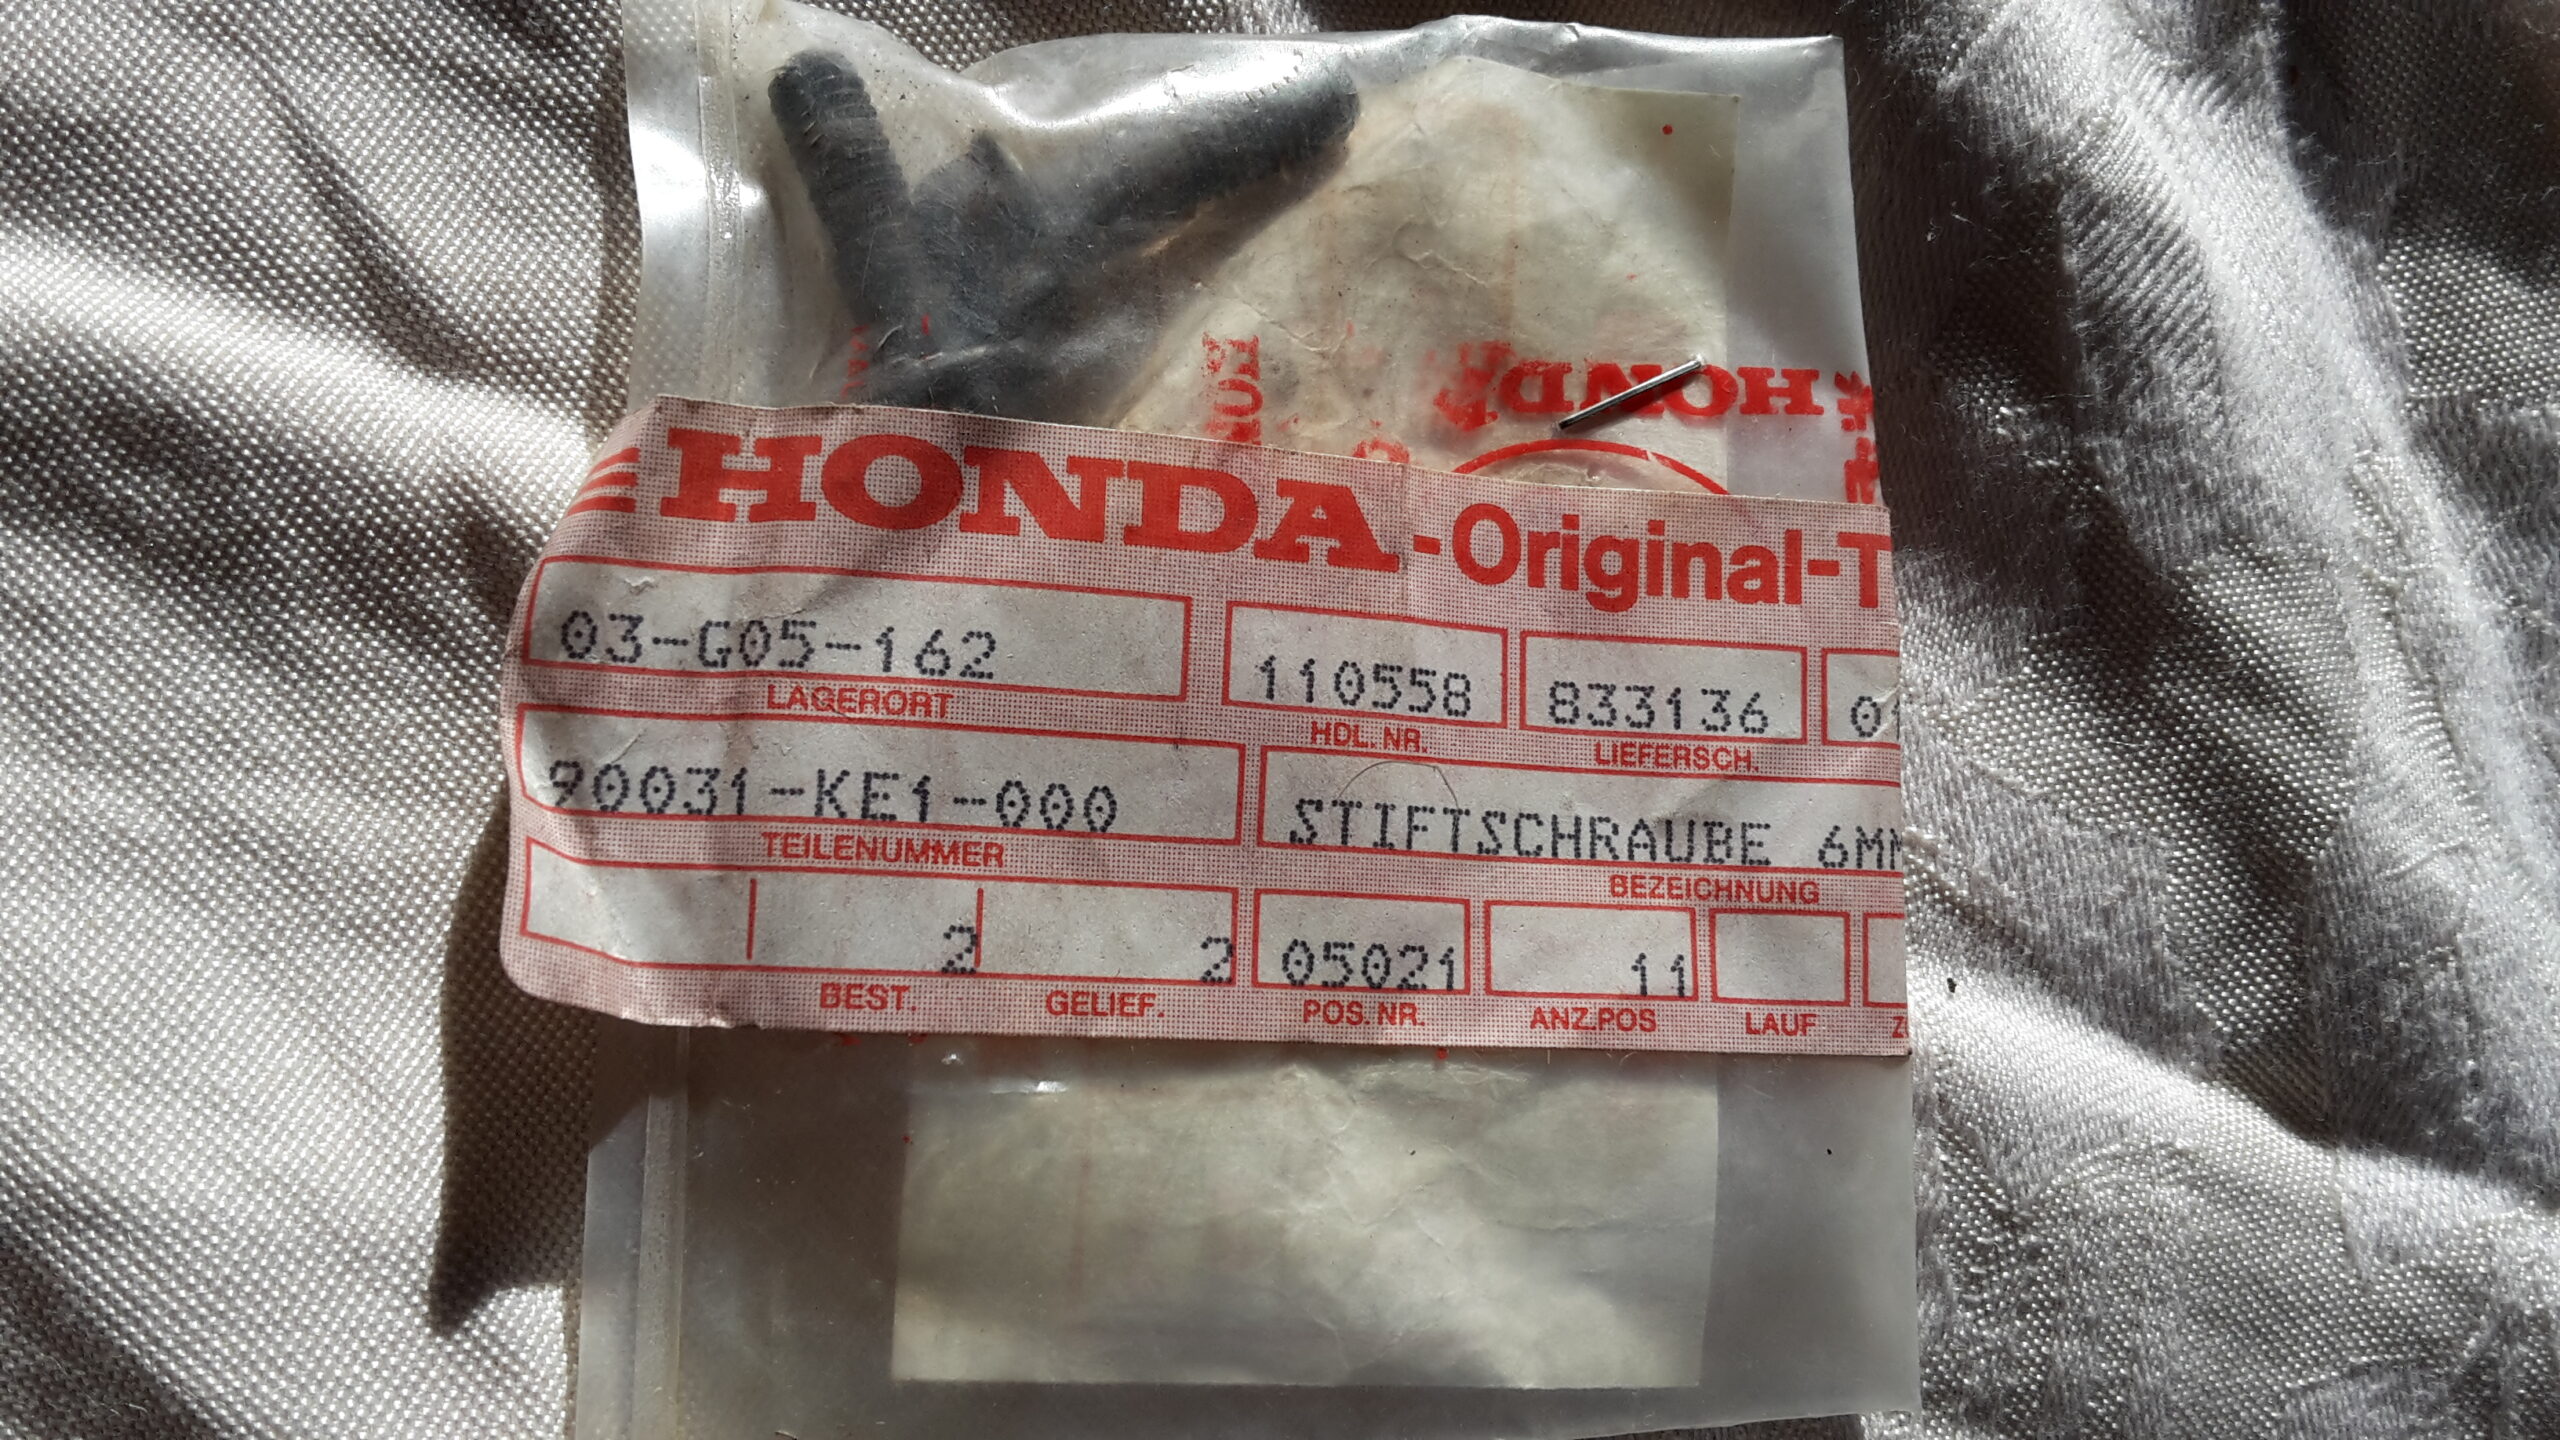 HONDA
HONDA-Original-T
03-G05-162
LAGERORT
110558
HDL. NR.
833136
LIEFERSCH.
90031-KE1-000
TEILENUMMER
STIFTSCHRAUBE 6MM
BEZEICHNUNG
2
BEST.
2
GELIEF.
05021
POS. NR.
11
ANZ.POS
LAUF